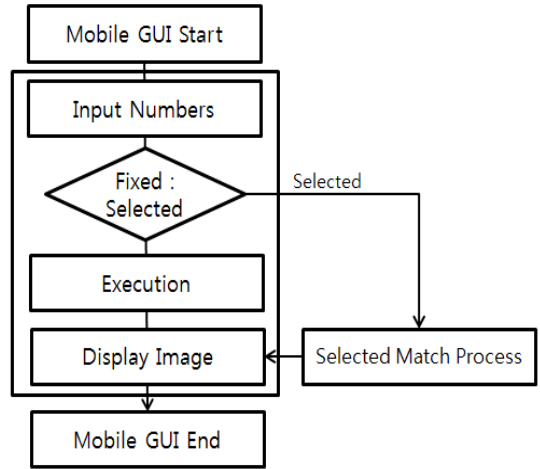 Mobile GUI Start
Input Numbers
Fixed :
Selected
Selected
Execution
Display Image
Selected Match Process
Mobile GUI End